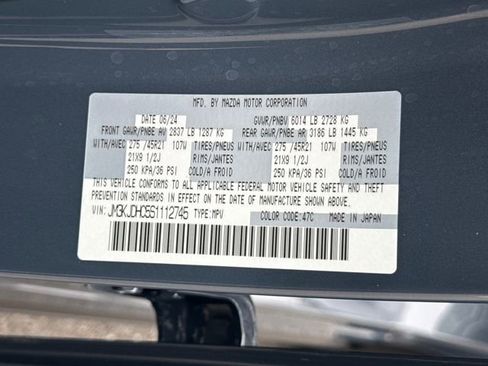 MFD. BY MAZDA MOTOR CORPORATION
DATE 06/24 GVWR/PNBV 6014 LB 2728 KG
FRONT GAWR/PNBE AV 2837 LB 1287 KG REAR GAWR/PNBE AR 3186 LB 1445 KG
WITH/AVEC 275 /45R21 107W TIRES/PNEUS WITH/AVEC 275 /45R21 107W TIRES/PNEUS
21X9 1/2J RIMS/JANTES 21X9 1/2J RIMS/JANTES
250 KPA/36 PSI COLD/A FROID 250 KPA/36 PSI COLD/A FROID
THIS VEHICLE CONFORMS TO ALL APPLICABLE FEDERAL MOTOR VEHICLE SAFETY AND THEFT
PREVENTION STANDARDS IN EFFECT ON THE DATE OF MANUFACTURE SHOWN ABOVE.
VIN: JM3KJDHC6S1112745 TYPE:MPV COLOR CODE:47C MADE IN JAPAN